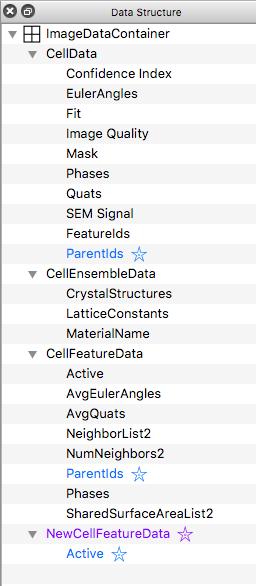 Data Structure
ImageDataContainer
CellData
Confidence Index
EulerAngles
Fit
Image Quality
Mask
Phases
Quats
SEM Signal
FeatureIds
ParentIds
CellEnsembleData
CrystalStructures
LatticeConstants
MaterialName
CellFeatureData
Active
AvgEulerAngles
AvgQuats
NeighborList2
NumNeighbors2
ParentIds
Phases
SharedSurfaceAreaList2
NewCellFeatureData
Active